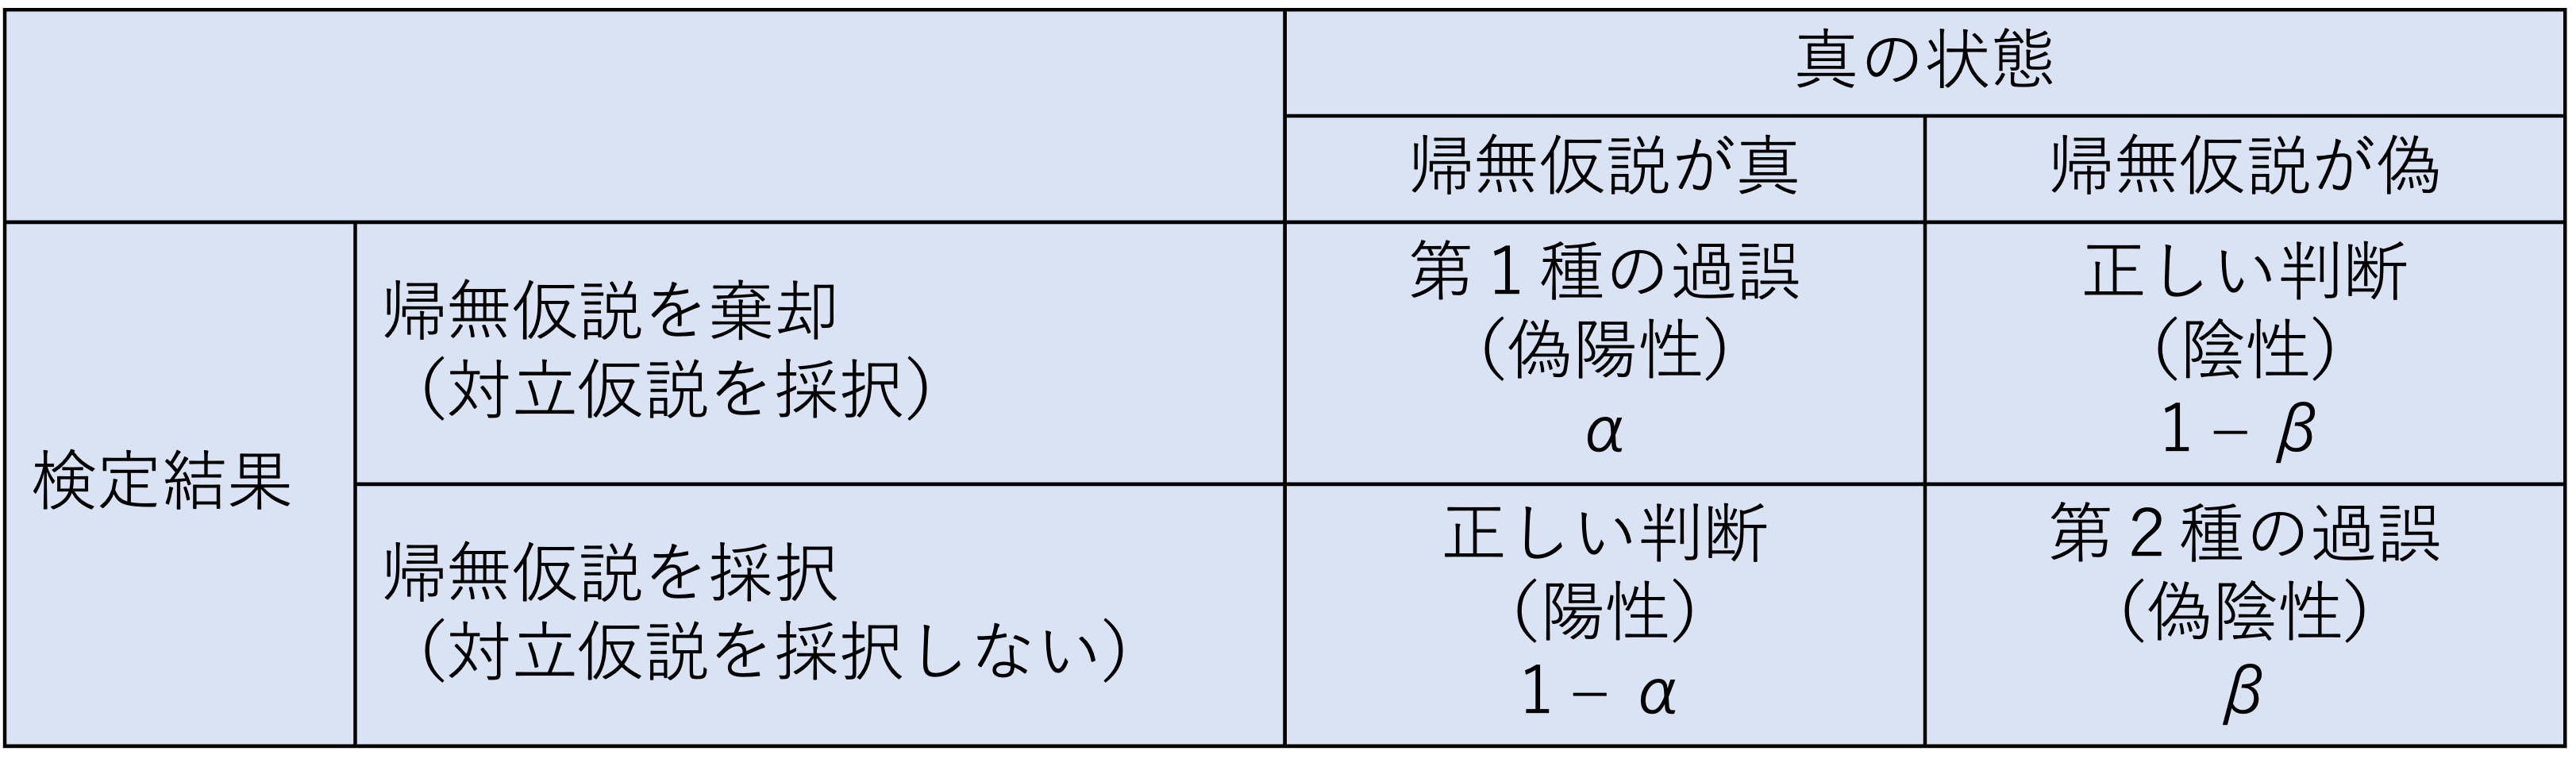 真の状態
帰無仮説が真
帰無仮説が偽
検定結果
帰無仮説を棄却
（対立仮説を採択）
第1種の過誤
（偽陽性）
α
正しい判断
（陰性）
1 − β
帰無仮説を採択
（対立仮説を採択しない）
正しい判断
（陽性）
1 − α
第2種の過誤
（偽陰性）
β